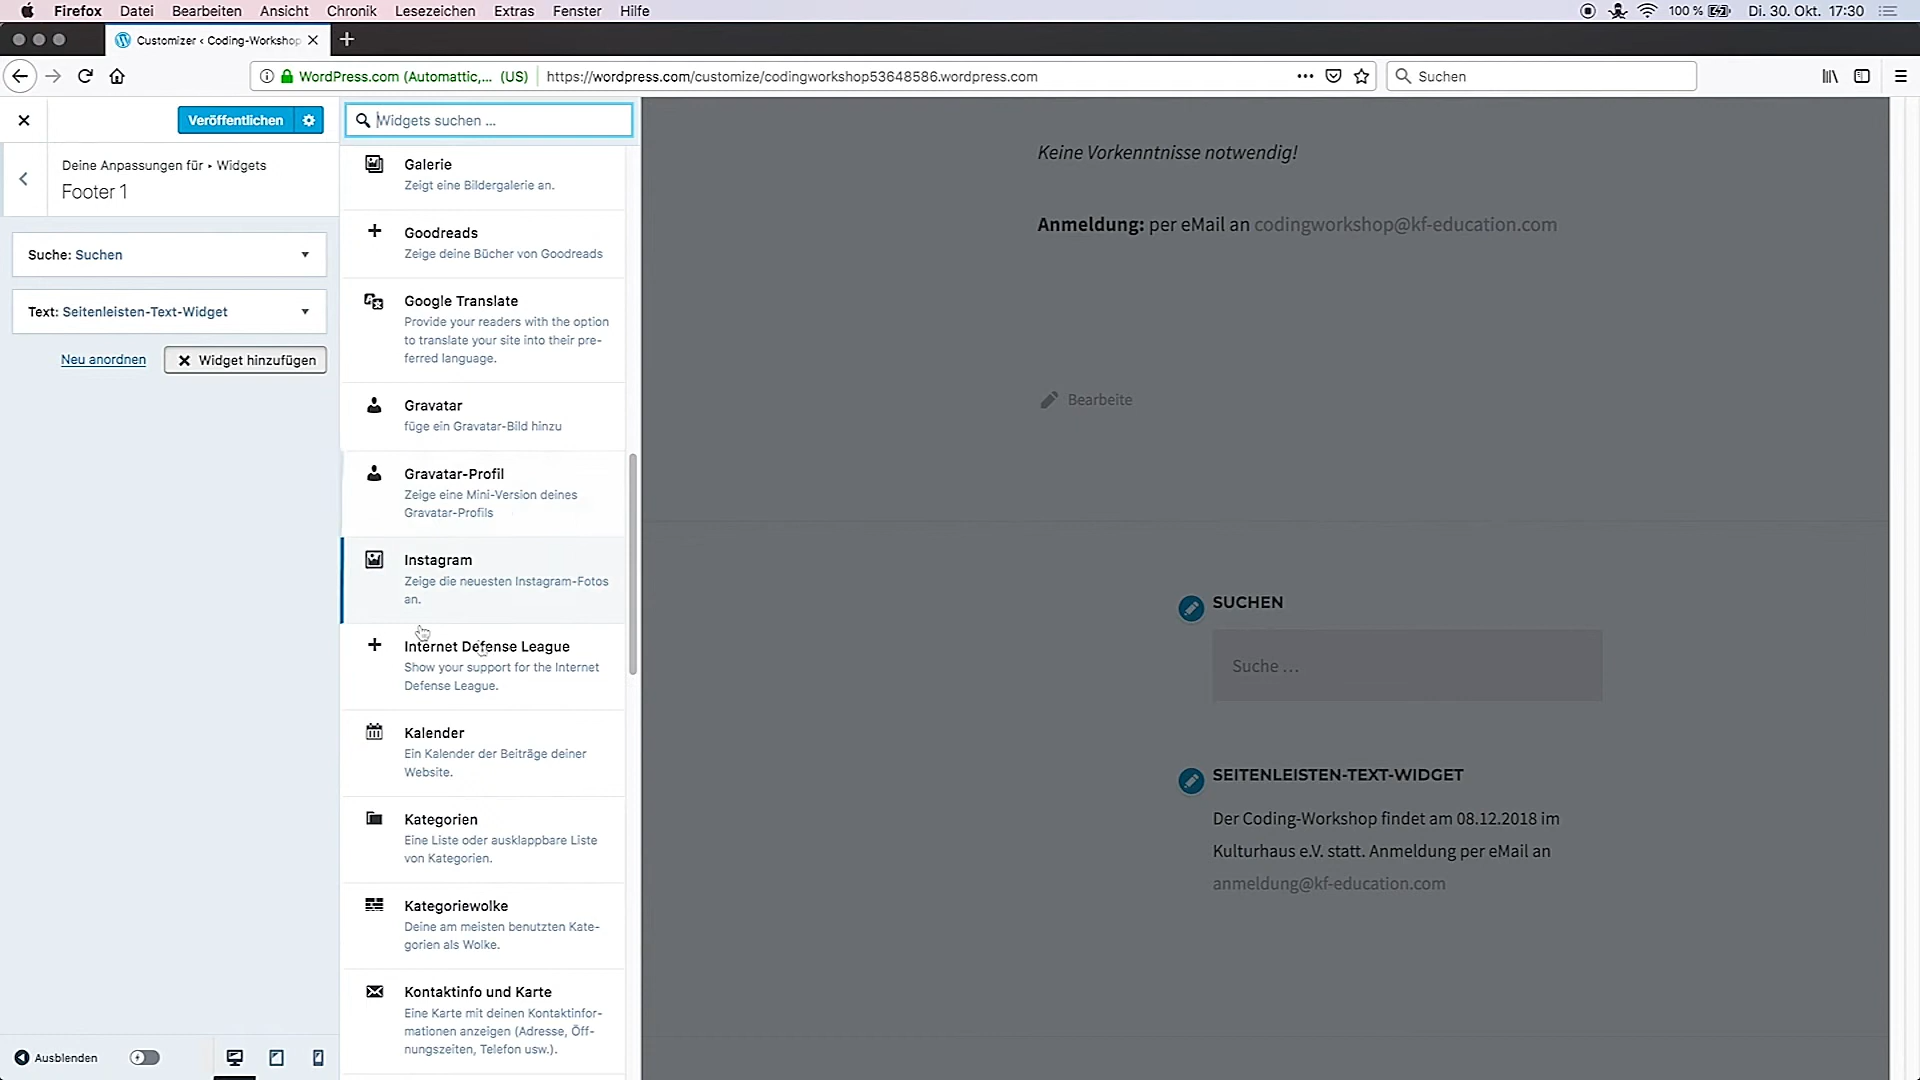 Firefox Datei Bearbeiten Ansicht Chronik Lesezeichen Extras Fenster Hilfe
100 % Di. 30. Okt. 17:30
Customizer ‹ Coding-Workshop
WordPress.com (Automattic,... (US) https://wordpress.com/customize/codingworkshop53648586.wordpress.com
Suchen
Veröffentlichen
Deine Anpassungen für ▸ Widgets
Footer 1
Suche: Suchen
Text: Seitenleisten-Text-Widget
Neu anordnen
Widget hinzufügen
Ausblenden
Widgets suchen ...
Galerie
Zeigt eine Bildergalerie an.
Goodreads
Zeige deine Bücher von Goodreads
Google Translate
Provide your readers with the option
to translate your site into their pre-
ferred language.
Gravatar
füge ein Gravatar-Bild hinzu
Gravatar-Profil
Zeige eine Mini-Version deines
Gravatar-Profils
Instagram
Zeige die neuesten Instagram-Fotos
an.
Internet Defense League
Show your support for the Internet
Defense League.
Kalender
Ein Kalender der Beiträge deiner
Website.
Kategorien
Eine Liste oder ausklappbare Liste
von Kategorien.
Kategoriewolke
Deine am meisten benutzten Kate-
gorien als Wolke.
Kontaktinfo und Karte
Eine Karte mit deinen Kontaktinfor-
mationen anzeigen (Adresse, Öff-
nungszeiten, Telefon usw.).
Keine Vorkenntnisse notwendig!
Anmeldung: per eMail an codingworkshop@kf-education.com
Bearbeite
SUCHEN
Suche …
SEITENLEISTEN-TEXT-WIDGET
Der Coding-Workshop findet am 08.12.2018 im
Kulturhaus e.V. statt. Anmeldung per eMail an
anmeldung@kf-education.com